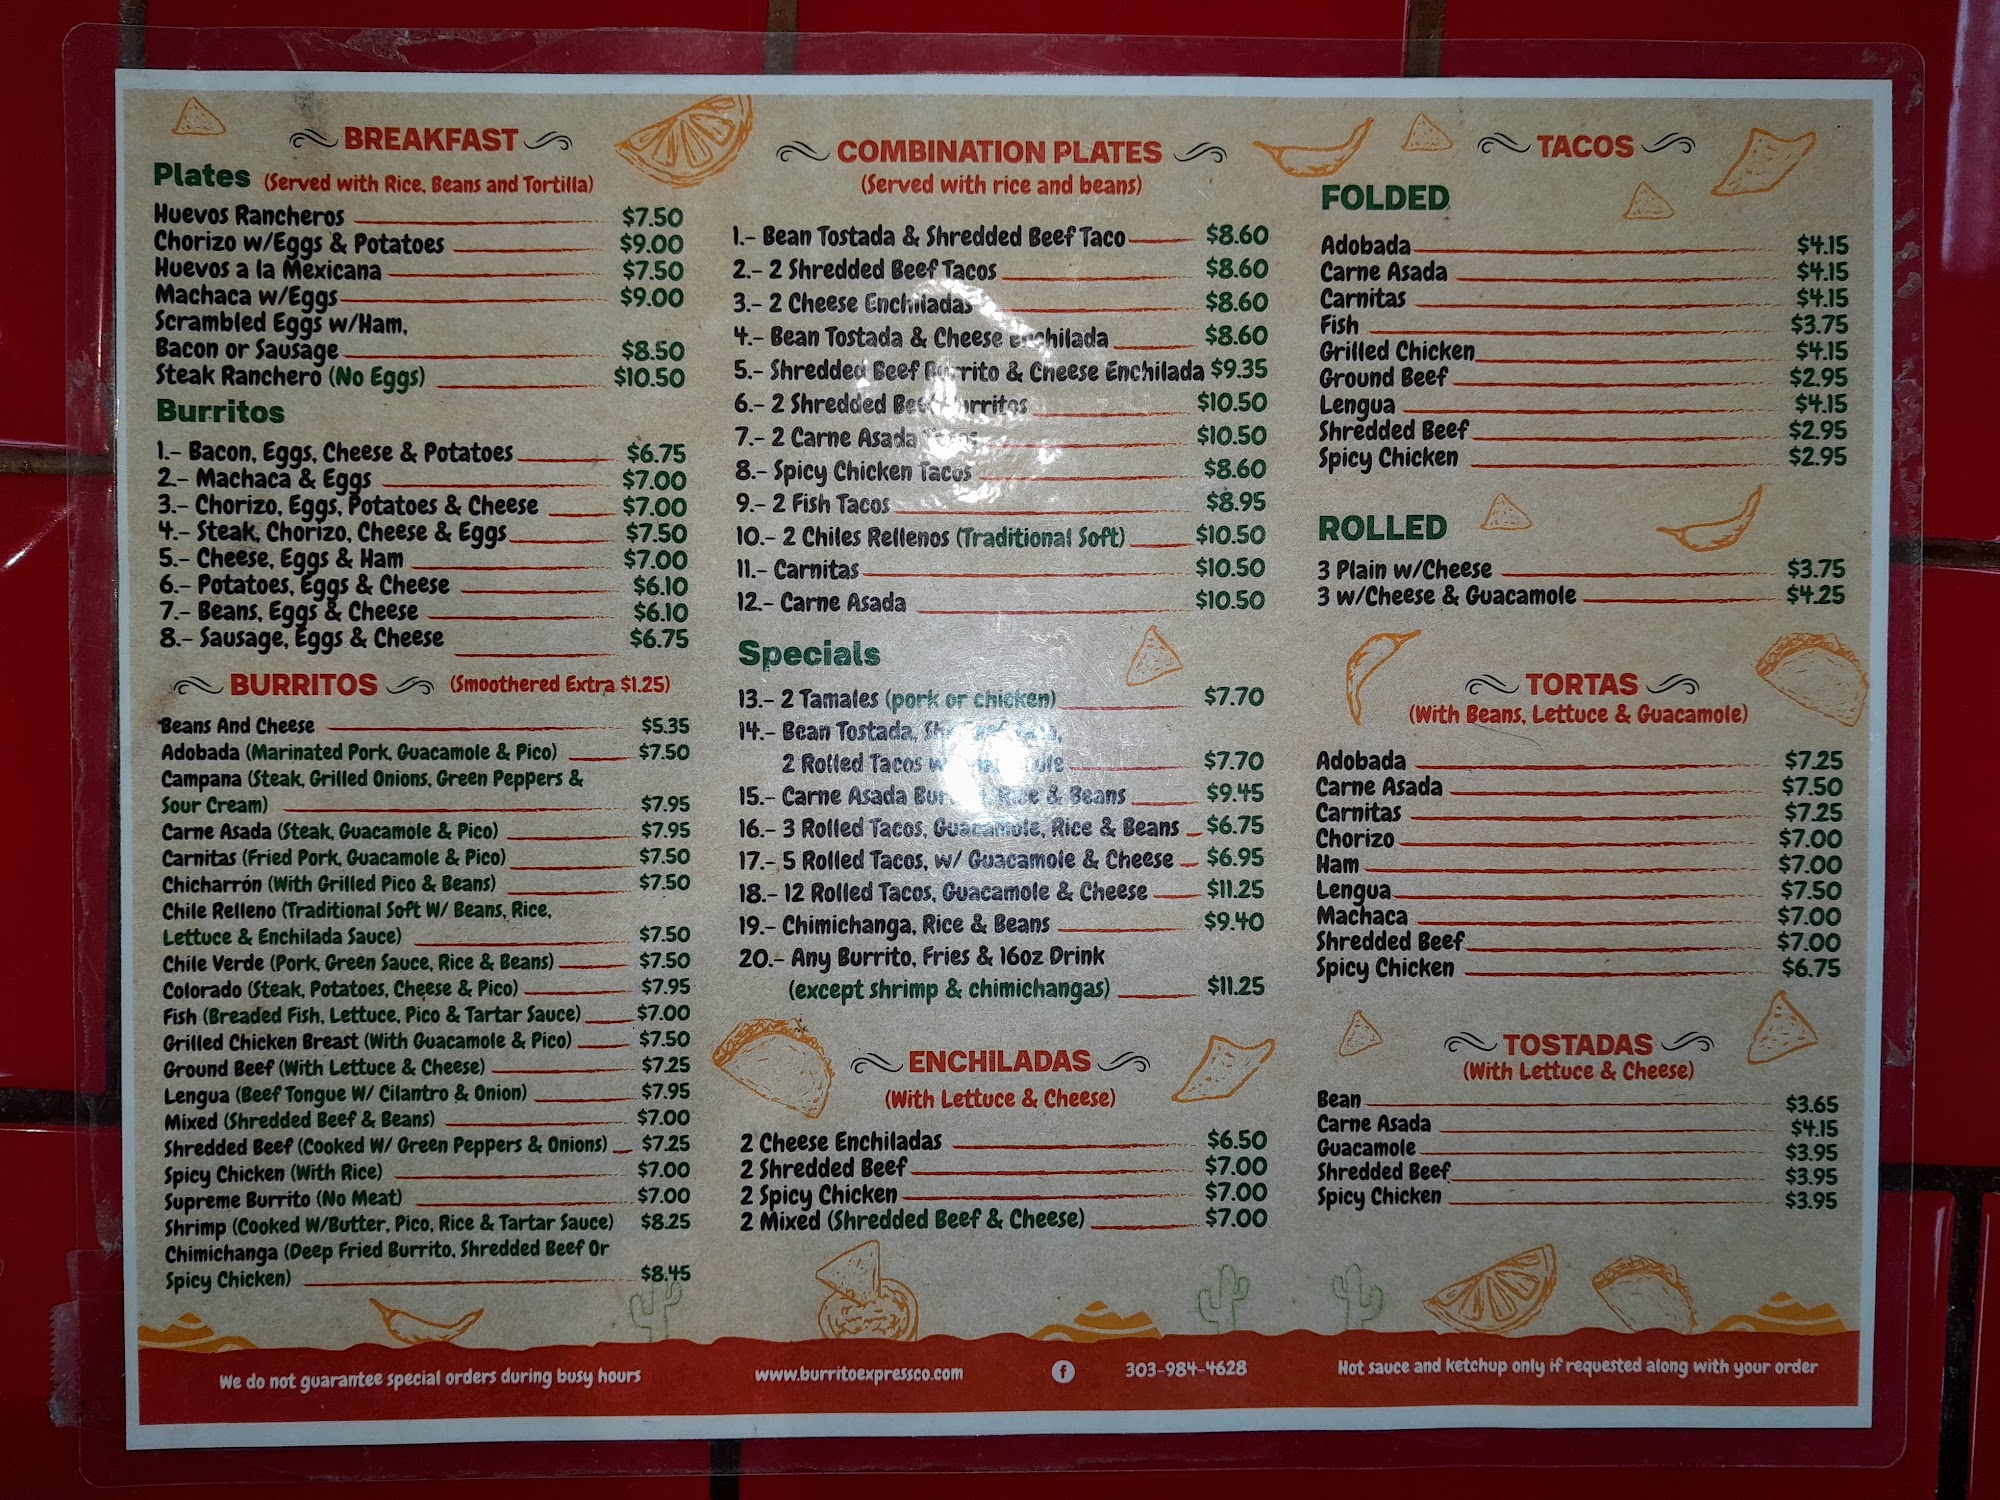 BREAKFAST
Plates (Served with Rice, Beans and Tortilla)
Huevos Rancheros $7.50
Chorizo w/Eggs & Potatoes $9.00
Huevos a la Mexicana $7.50
Machaca w/Eggs $9.00
Scrambled Eggs w/Ham,
Bacon or Sausage $8.50
Steak Ranchero (No Eggs) $10.50
Burritos
1.- Bacon, Eggs, Cheese & Potatoes $6.75
2.- Machaca & Eggs $7.00
3.- Chorizo, Eggs, Potatoes & Cheese $7.00
4.- Steak, Chorizo, Cheese & Eggs $7.50
5.- Cheese, Eggs & Ham $7.00
6.- Potatoes, Eggs & Cheese $6.10
7.- Beans, Eggs & Cheese $6.10
8.- Sausage, Eggs & Cheese $6.75
BURRITOS (Smoothered Extra $1.25)
Beans And Cheese $5.35
Adobada (Marinated Pork, Guacamole & Pico) $7.50
Campana (Steak, Grilled Onions, Green Peppers &
Sour Cream) $7.95
Carne Asada (Steak, Guacamole & Pico) $7.95
Carnitas (Fried Pork, Guacamole & Pico) $7.50
Chicharrón (With Grilled Pico & Beans) $7.50
Chile Relleno (Traditional Soft W/ Beans, Rice,
Lettuce & Enchilada Sauce) $7.50
Chile Verde (Pork, Green Sauce, Rice & Beans) $7.50
Colorado (Steak, Potatoes, Cheese & Pico) $7.95
Fish (Breaded Fish, Lettuce, Pico & Tartar Sauce) $7.00
Grilled Chicken Breast (With Guacamole & Pico) $7.50
Ground Beef (With Lettuce & Cheese) $7.25
Lengua (Beef Tongue W/ Cilantro & Onion) $7.95
Mixed (Shredded Beef & Beans) $7.00
Shredded Beef (Cooked W/ Green Peppers & Onions) $7.25
Spicy Chicken (With Rice) $7.00
Supreme Burrito (No Meat) $7.00
Shrimp (Cooked W/Butter, Pico, Rice & Tartar Sauce) $8.25
Chimichanga (Deep Fried Burrito, Shredded Beef Or
Spicy Chicken) $8.45
COMBINATION PLATES
(Served with rice and beans)
1.- Bean Tostada & Shredded Beef Taco $8.60
2.- 2 Shredded Beef Tacos $8.60
3.- 2 Cheese Enchiladas $8.60
4.- Bean Tostada & Cheese Enchilada $8.60
5.- Shredded Beef Burrito & Cheese Enchilada $9.35
6.- 2 Shredded Beef Burritos $10.50
7.- 2 Carne Asada Tacos $10.50
8.- Spicy Chicken Tacos $8.60
9.- 2 Fish Tacos $8.95
10.- 2 Chiles Rellenos (Traditional Soft) $10.50
11.- Carnitas $10.50
12.- Carne Asada $10.50
Specials
13.- 2 Tamales (pork or chicken) $7.70
14.- Bean Tostada,
2 Rolled Tacos $7.70
15.- Carne Asada Burrito, Rice & Beans $9.45
16.- 3 Rolled Tacos, Guacamole, Rice & Beans $6.75
17.- 5 Rolled Tacos, w/ Guacamole & Cheese $6.95
18.- 12 Rolled Tacos, Guacamole & Cheese $11.25
19.- Chimichanga, Rice & Beans $9.40
20.- Any Burrito, Fries & 16oz Drink
(except shrimp & chimichangas) $11.25
ENCHILADAS
(With Lettuce & Cheese)
2 Cheese Enchiladas $6.50
2 Shredded Beef $7.00
2 Spicy Chicken $7.00
2 Mixed (Shredded Beef & Cheese) $7.00
TACOS
FOLDED
Adobada $4.15
Carne Asada $4.15
Carnitas $4.15
Fish $3.75
Grilled Chicken $4.15
Ground Beef $2.95
Lengua $4.15
Shredded Beef $2.95
Spicy Chicken $2.95
ROLLED
3 Plain w/Cheese $3.75
3 w/Cheese & Guacamole $4.25
TORTAS
(With Beans, Lettuce & Guacamole)
Adobada $7.25
Carne Asada $7.50
Carnitas $7.25
Chorizo $7.00
Ham $7.00
Lengua $7.50
Machaca $7.00
Shredded Beef $7.00
Spicy Chicken $6.75
TOSTADAS
(With Lettuce & Cheese)
Bean $3.65
Carne Asada $4.15
Guacamole $3.95
Shredded Beef $3.95
Spicy Chicken $3.95
We do not guarantee special orders during busy hours
www.burritoexpressco.com
f
303-984-4628
Hot sauce and ketchup only if requested along with your order